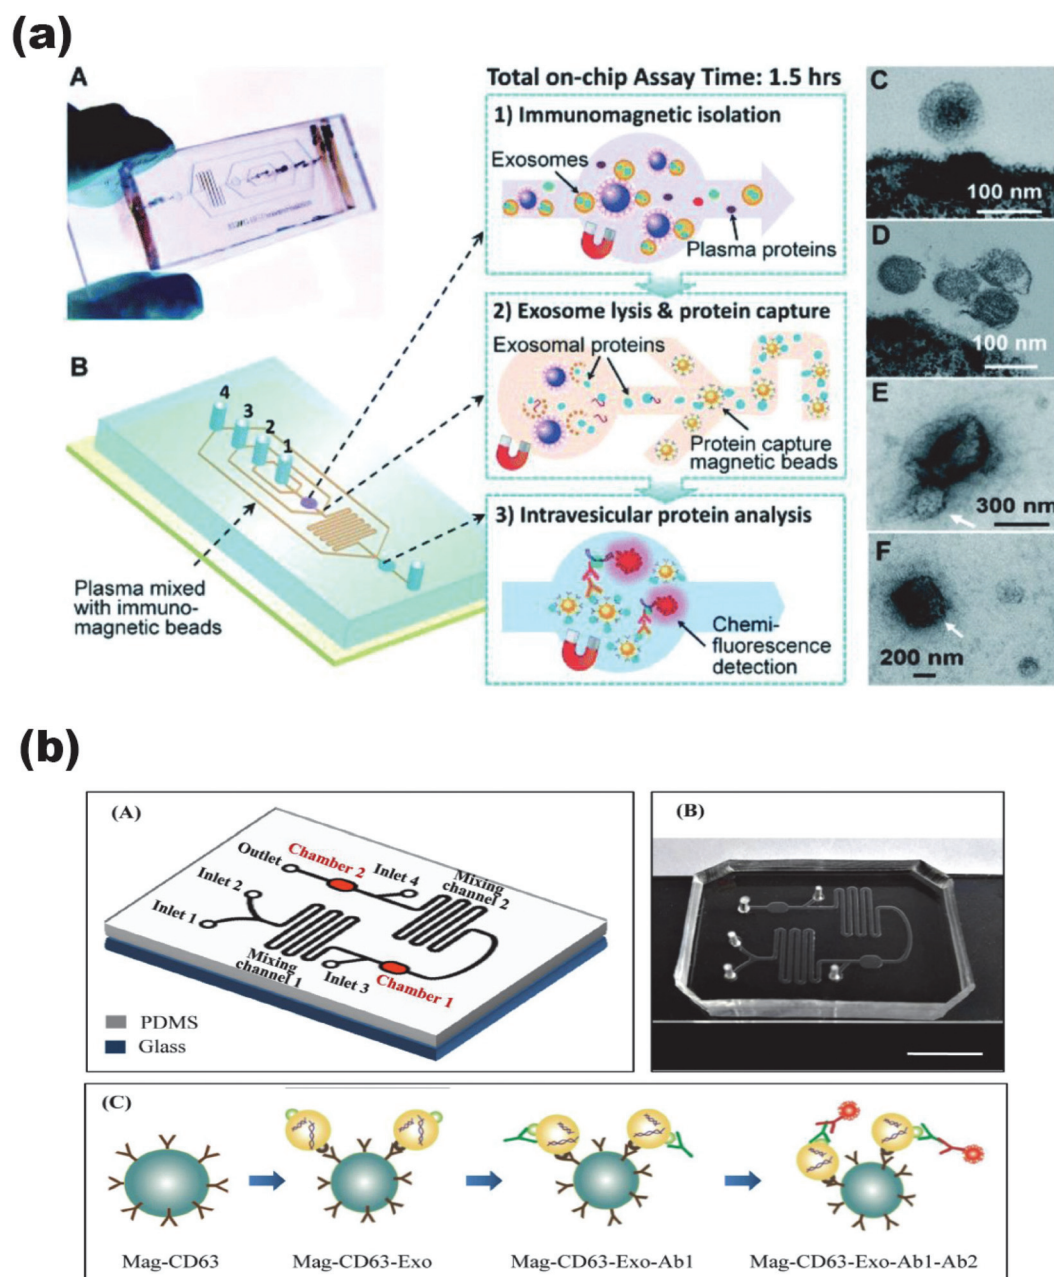 (a)
A
Total on-chip Assay Time: 1.5 hrs
1) Immunomagnetic isolation
Exosomes
Plasma proteins
2) Exosome lysis & protein capture
Exosomal proteins
Protein capture
magnetic beads
3) Intravesicular protein analysis
Chemi-
fluorescence
detection
B
4
3
2
1
Plasma mixed
with immuno-
magnetic beads
C
100 nm
D
100 nm
E
300 nm
F
200 nm
(b)
(A)
Outlet
Chamber 2
Inlet 4
Mixing
channel 2
Inlet 2
Inlet 1
Mixing
channel 1
Inlet 3
Chamber 1
PDMS
Glass
(B)
(C)
Mag-CD63
Mag-CD63-Exo
Mag-CD63-Exo-Ab1
Mag-CD63-Exo-Ab1-Ab2